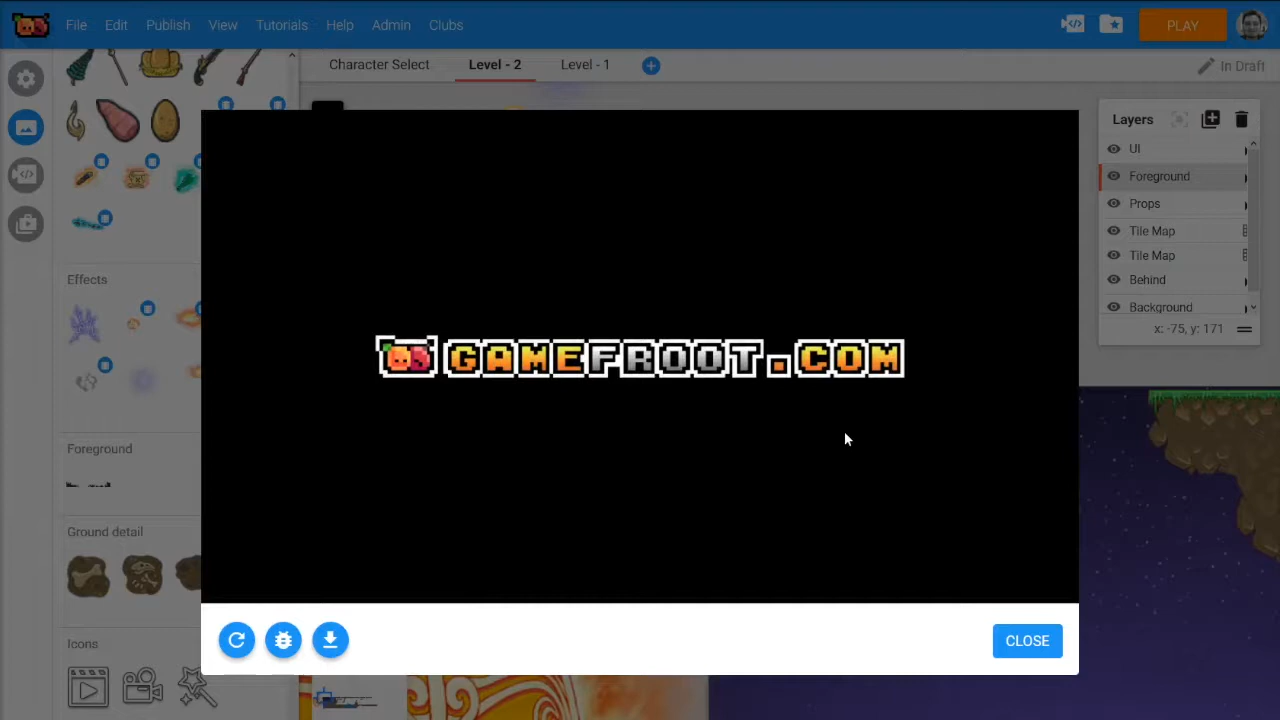 File Edit Publish View Tutorials Help Admin Clubs PLAY
Character Select Level - 2 Level - 1 In Draft
Layers
UI
Foreground
Props
Tile Map
Tile Map
Behind
Background
x: -75, y: 171
Effects
Foreground
Ground detail
Icons
GAMEFROOT.COM
CLOSE